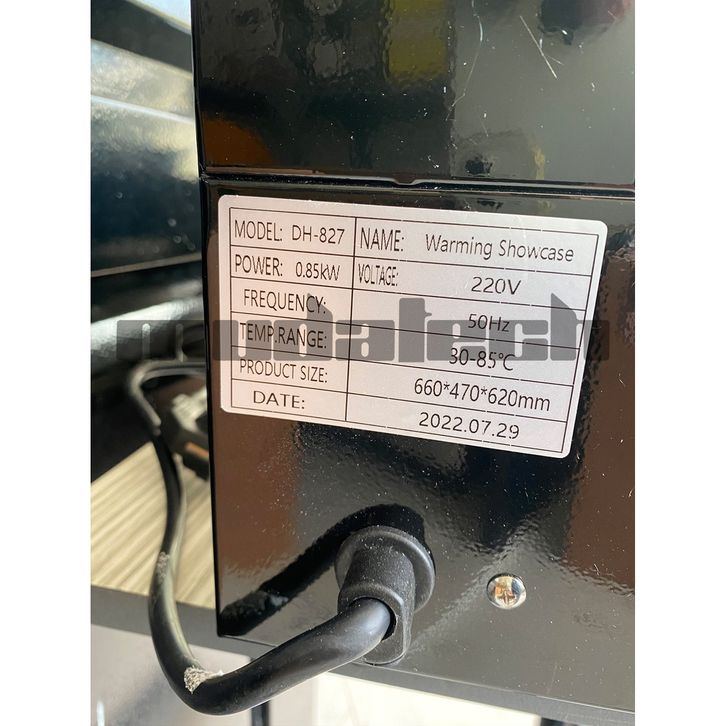 MODEL: DH-827 NAME: Warming Showcase
POWER: 0.85kW VOLTAGE: 220V
FREQUENCY: 50Hz
TEMP.RANGE: 30-85℃
PRODUCT SIZE: 660*470*620mm
DATE: 2022.07.29
mudatech